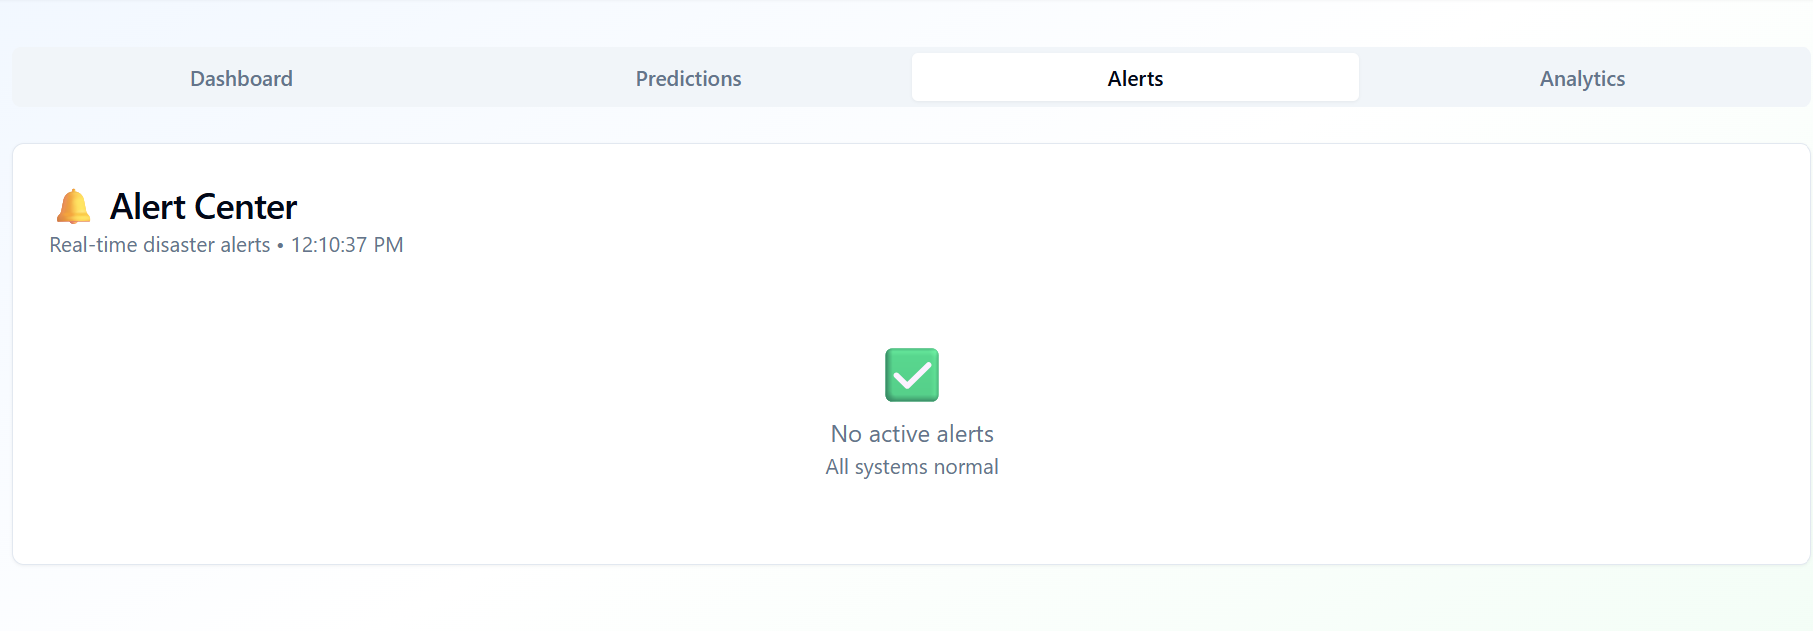 Dashboard Predictions Alerts Analytics
Alert Center
Real-time disaster alerts • 12:10:37 PM
No active alerts
All systems normal